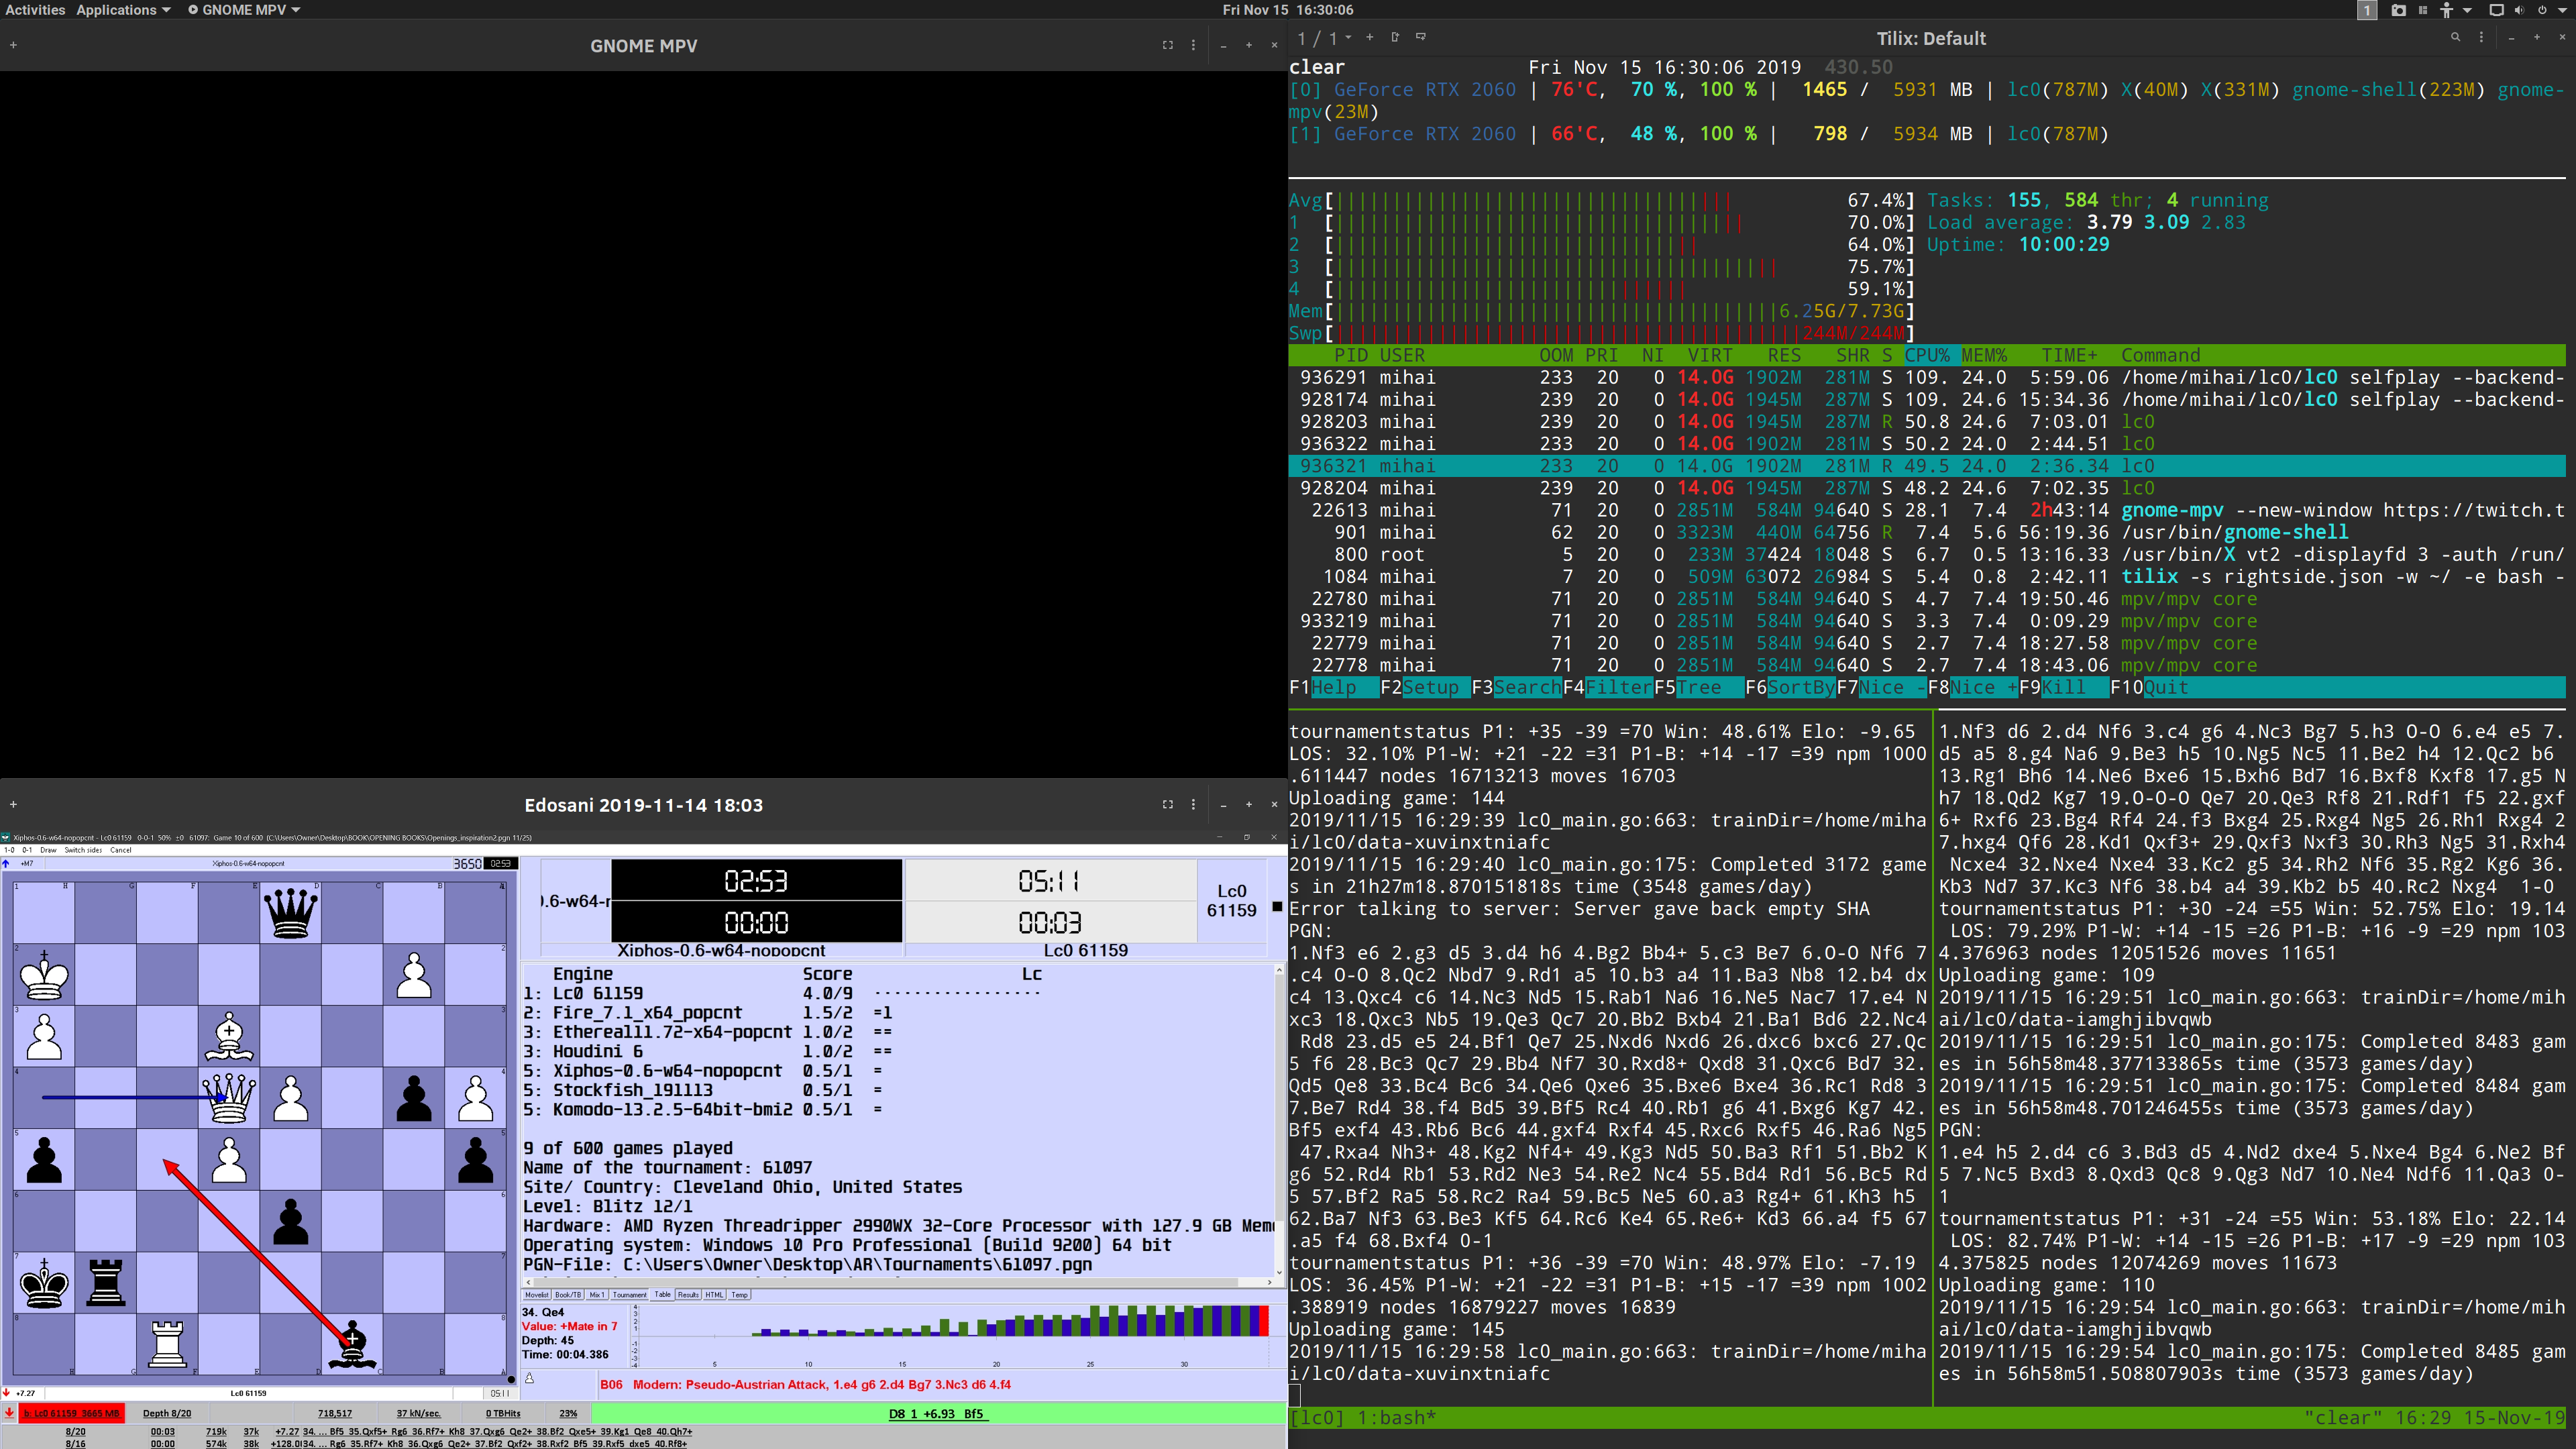 Activities Applications GNOME MPV Fri Nov 15 16:30:06 1
GNOME MPV
1 / 1 Tilix: Default
clear Fri Nov 15 16:30:06 2019 430.50
[0] GeForce RTX 2060 | 76'C, 70 %, 100 % | 1465 / 5931 MB | lc0(787M) X(40M) X(331M) gnome-shell(223M) gnome-
mpv(23M)
[1] GeForce RTX 2060 | 66'C, 48 %, 100 % | 798 / 5934 MB | lc0(787M)
Avg[ 67.4%] Tasks: 155, 584 thr; 4 running
1 [ 70.0%] Load average: 3.79 3.09 2.83
2 [ 64.0%] Uptime: 10:00:29
3 [ 75.7%]
4 [ 59.1%]
Mem[ 6.25G/7.73G]
Swp[ 244M/244M]
PID USER OOM PRI NI VIRT RES SHR S CPU% MEM% TIME+ Command
936291 mihai 233 20 0 14.0G 1902M 281M S 109. 24.0 5:59.06 /home/mihai/lc0/lc0 selfplay --backend-
928174 mihai 239 20 0 14.0G 1945M 287M S 109. 24.6 15:34.36 /home/mihai/lc0/lc0 selfplay --backend-
928203 mihai 239 20 0 14.0G 1945M 287M R 50.8 24.6 7:03.01 lc0
936322 mihai 233 20 0 14.0G 1902M 281M S 50.2 24.0 2:44.51 lc0
936321 mihai 233 20 0 14.0G 1902M 281M R 49.5 24.0 2:36.34 lc0
928204 mihai 239 20 0 14.0G 1945M 287M S 48.2 24.6 7:02.35 lc0
22613 mihai 71 20 0 2851M 584M 94640 S 28.1 7.4 2h43:14 gnome-mpv --new-window https://twitch.t
901 mihai 62 20 0 3323M 440M 64756 R 7.4 5.6 56:19.36 /usr/bin/gnome-shell
800 root 5 20 0 233M 37424 18048 S 6.7 0.5 13:16.33 /usr/bin/X vt2 -displayfd 3 -auth /run/
1084 mihai 7 20 0 509M 63072 26984 S 5.4 0.8 2:42.11 tilix -s rightside.json -w ~/ -e bash -
22780 mihai 71 20 0 2851M 584M 94640 S 4.7 7.4 19:50.46 mpv/mpv core
933219 mihai 71 20 0 2851M 584M 94640 S 3.3 7.4 0:09.29 mpv/mpv core
22779 mihai 71 20 0 2851M 584M 94640 S 2.7 7.4 18:27.58 mpv/mpv core
22778 mihai 71 20 0 2851M 584M 94640 S 2.7 7.4 18:43.06 mpv/mpv core
F1Help F2Setup F3SearchF4FilterF5Tree F6SortByF7Nice -F8Nice +F9Kill F10Quit
tournamentstatus P1: +35 -39 =70 Win: 48.61% Elo: -9.65
LOS: 32.10% P1-W: +21 -22 =31 P1-B: +14 -17 =39 npm 1000
.611447 nodes 16713213 moves 16703
Uploading game: 144
2019/11/15 16:29:39 lc0_main.go:663: trainDir=/home/miha
i/lc0/data-xuvinxtniafc
2019/11/15 16:29:40 lc0_main.go:175: Completed 3172 game
s in 21h27m18.870151818s time (3548 games/day)
Error talking to server: Server gave back empty SHA
PGN:
1.Nf3 e6 2.g3 d5 3.d4 h6 4.Bg2 Bb4+ 5.c3 Be7 6.O-O Nf6 7
.c4 O-O 8.Qc2 Nbd7 9.Rd1 a5 10.b3 a4 11.Ba3 Nb8 12.b4 dx
c4 13.Qxc4 c6 14.Nc3 Nd5 15.Rab1 Na6 16.Ne5 Nac7 17.e4 N
xc3 18.Qxc3 Nb5 19.Qe3 Qc7 20.Bb2 Bxb4 21.Ba1 Bd6 22.Nc4
Rd8 23.d5 e5 24.Bf1 Qe7 25.Nxd6 Nxd6 26.dxc6 bxc6 27.Qc
5 f6 28.Bc3 Qc7 29.Bb4 Nf7 30.Rxd8+ Qxd8 31.Qxc6 Bd7 32.
Qd5 Qe8 33.Bc4 Bc6 34.Qe6 Qxe6 35.Bxe6 Bxe4 36.Rc1 Rd8 3
7.Be7 Rd4 38.f4 Bd5 39.Bf5 Rc4 40.Rb1 g6 41.Bxg6 Kg7 42.
Bf5 exf4 43.Rb6 Bc6 44.gxf4 Rxf4 45.Rxc6 Rxf5 46.Ra6 Ng5
47.Rxa4 Nh3+ 48.Kg2 Nf4+ 49.Kg3 Nd5 50.Ba3 Rf1 51.Bb2 K
g6 52.Rd4 Rb1 53.Rd2 Ne3 54.Re2 Nc4 55.Bd4 Rd1 56.Bc5 Rd
5 57.Bf2 Ra5 58.Rc2 Ra4 59.Bc5 Ne5 60.a3 Rg4+ 61.Kh3 h5
62.Ba7 Nf3 63.Be3 Kf5 64.Rc6 Ke4 65.Re6+ Kd3 66.a4 f5 67
.a5 f4 68.Bxf4 0-1
tournamentstatus P1: +36 -39 =70 Win: 48.97% Elo: -7.19
LOS: 36.45% P1-W: +21 -22 =31 P1-B: +15 -17 =39 npm 1002
.388919 nodes 16879227 moves 16839
Uploading game: 145
2019/11/15 16:29:58 lc0_main.go:663: trainDir=/home/miha
i/lc0/data-xuvinxtniafc
1.Nf3 d6 2.d4 Nf6 3.c4 g6 4.Nc3 Bg7 5.h3 O-O 6.e4 e5 7.
d5 a5 8.g4 Na6 9.Be3 h5 10.Ng5 Nc5 11.Be2 h4 12.Qc2 b6
13.Rg1 Bh6 14.Ne6 Bxe6 15.Bxh6 Bd7 16.Bxf8 Kxf8 17.g5 N
h7 18.Qd2 Kg7 19.O-O-O Qe7 20.Qe3 Rf8 21.Rdf1 f5 22.gxf
6+ Rxf6 23.Bg4 Rf4 24.f3 Bxg4 25.Rxg4 Ng5 26.Rh1 Rxg4 2
7.hxg4 Qf6 28.Kd1 Qxf3+ 29.Qxf3 Nxf3 30.Rh3 Ng5 31.Rxh4
Ncxe4 32.Nxe4 Nxe4 33.Kc2 g5 34.Rh2 Nf6 35.Rg2 Kg6 36.
Kb3 Nd7 37.Kc3 Nf6 38.b4 a4 39.Kb2 b5 40.Rc2 Nxg4 1-0
tournamentstatus P1: +30 -24 =55 Win: 52.75% Elo: 19.14
LOS: 79.29% P1-W: +14 -15 =26 P1-B: +16 -9 =29 npm 103
4.376963 nodes 12051526 moves 11651
Uploading game: 109
2019/11/15 16:29:51 lc0_main.go:663: trainDir=/home/mih
ai/lc0/data-iamghjibvqwb
2019/11/15 16:29:51 lc0_main.go:175: Completed 8483 gam
es in 56h58m48.377133865s time (3573 games/day)
2019/11/15 16:29:51 lc0_main.go:175: Completed 8484 gam
es in 56h58m48.701246455s time (3573 games/day)
PGN:
1.e4 h5 2.d4 c6 3.Bd3 d5 4.Nd2 dxe4 5.Nxe4 Bg4 6.Ne2 Bf
5 7.Nc5 Bxd3 8.Qxd3 Qc8 9.Qg3 Nd7 10.Ne4 Ndf6 11.Qa3 0-
1
tournamentstatus P1: +31 -24 =55 Win: 53.18% Elo: 22.14
LOS: 82.74% P1-W: +14 -15 =26 P1-B: +17 -9 =29 npm 103
4.375825 nodes 12074269 moves 11673
Uploading game: 110
2019/11/15 16:29:54 lc0_main.go:663: trainDir=/home/mih
ai/lc0/data-iamghjibvqwb
2019/11/15 16:29:54 lc0_main.go:175: Completed 8485 gam
es in 56h58m51.508807903s time (3573 games/day)
[lc0] 1:bash* "clear" 16:29 15-Nov-19
Edosani 2019-11-14 18:03
Xiphos-0.6-w64-nopopcnt - Lc0 61159 0-0-1 50% ±0 61097: Game 10 of 600 (C:\Users\Owner\Desktop\BOOK\OPENING BOOKS\Openings_inspiration2.pgn 11/25)
1-0 0-1 Draw Switch sides Cancel
+M7 Xiphos-0.6-w64-nopopcnt 3650 02:53
1 H G F E D C B A 1
2 2
3 3
4 4
5 5
6 6
7 7
8 H G F E D C B A 8
+7.27 Lc0 61159 05:11
).6-w64-r 02:53 05:11 Lc0
00:00 00:03 61159
Xiphos-0.6-w64-nopopcnt Lc0 61159
Engine Score Lc
1: Lc0 61159 4.0/9 ·················
2: Fire_7.1_x64_popcnt 1.5/2 =1
3: Ethereal11.72-x64-popcnt 1.0/2 ==
3: Houdini 6 1.0/2 ==
5: Xiphos-0.6-w64-nopopcnt 0.5/1 =
5: Stockfish_191113 0.5/1 =
5: Komodo-13.2.5-64bit-bmi2 0.5/1 =
9 of 600 games played
Name of the tournament: 61097
Site/ Country: Cleveland Ohio, United States
Level: Blitz 12/1
Hardware: AMD Ryzen Threadripper 2990WX 32-Core Processor with 127.9 GB Mem
Operating system: Windows 10 Pro Professional (Build 9200) 64 bit
PGN-File: C:\Users\Owner\Desktop\AR\Tournaments\61097.pgn
Movelist Book/TB Mix 1 Tournament Table Results HTML Temp
34. Qe4
Value: +Mate in 7
Depth: 45
Time: 00:04.386
4
3
2
1
-1
-2
-3
-4
5 10 15 20 25 30
B06 Modern: Pseudo-Austrian Attack, 1.e4 g6 2.d4 Bg7 3.Nc3 d6 4.f4
b: Lc0 61159 3665 MB Depth 8/20 718,517 37 kN/sec. 0 TBHits 23% D8 1 +6.93 Bf5
8/20 00:03 719k 37k +7.27 34. ... Bf5 35.Qxf5+ Rg6 36.Rf7+ Kh8 37.Qxg6 Qe2+ 38.Bf2 Qxe5+ 39.Kg1 Qe8 40.Qh7+
8/16 00:00 574k 38k +128.0 34. ... Rg6 35.Rf7+ Kh8 36.Qxg6 Qe2+ 37.Bf2 Qxf2+ 38.Rxf2 Bf5 39.Rxf5 dxe5 40.Rf8+